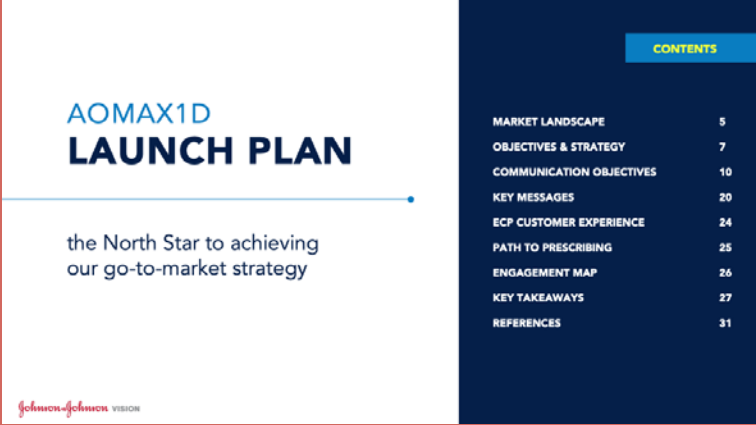 AOMAX1D
LAUNCH PLAN
the North Star to achieving
our go-to-market strategy
Johnson & Johnson VISION
CONTENTS
MARKET LANDSCAPE 5
OBJECTIVES & STRATEGY 7
COMMUNICATION OBJECTIVES 10
KEY MESSAGES 20
ECP CUSTOMER EXPERIENCE 24
PATH TO PRESCRIBING 25
ENGAGEMENT MAP 26
KEY TAKEAWAYS 27
REFERENCES 31